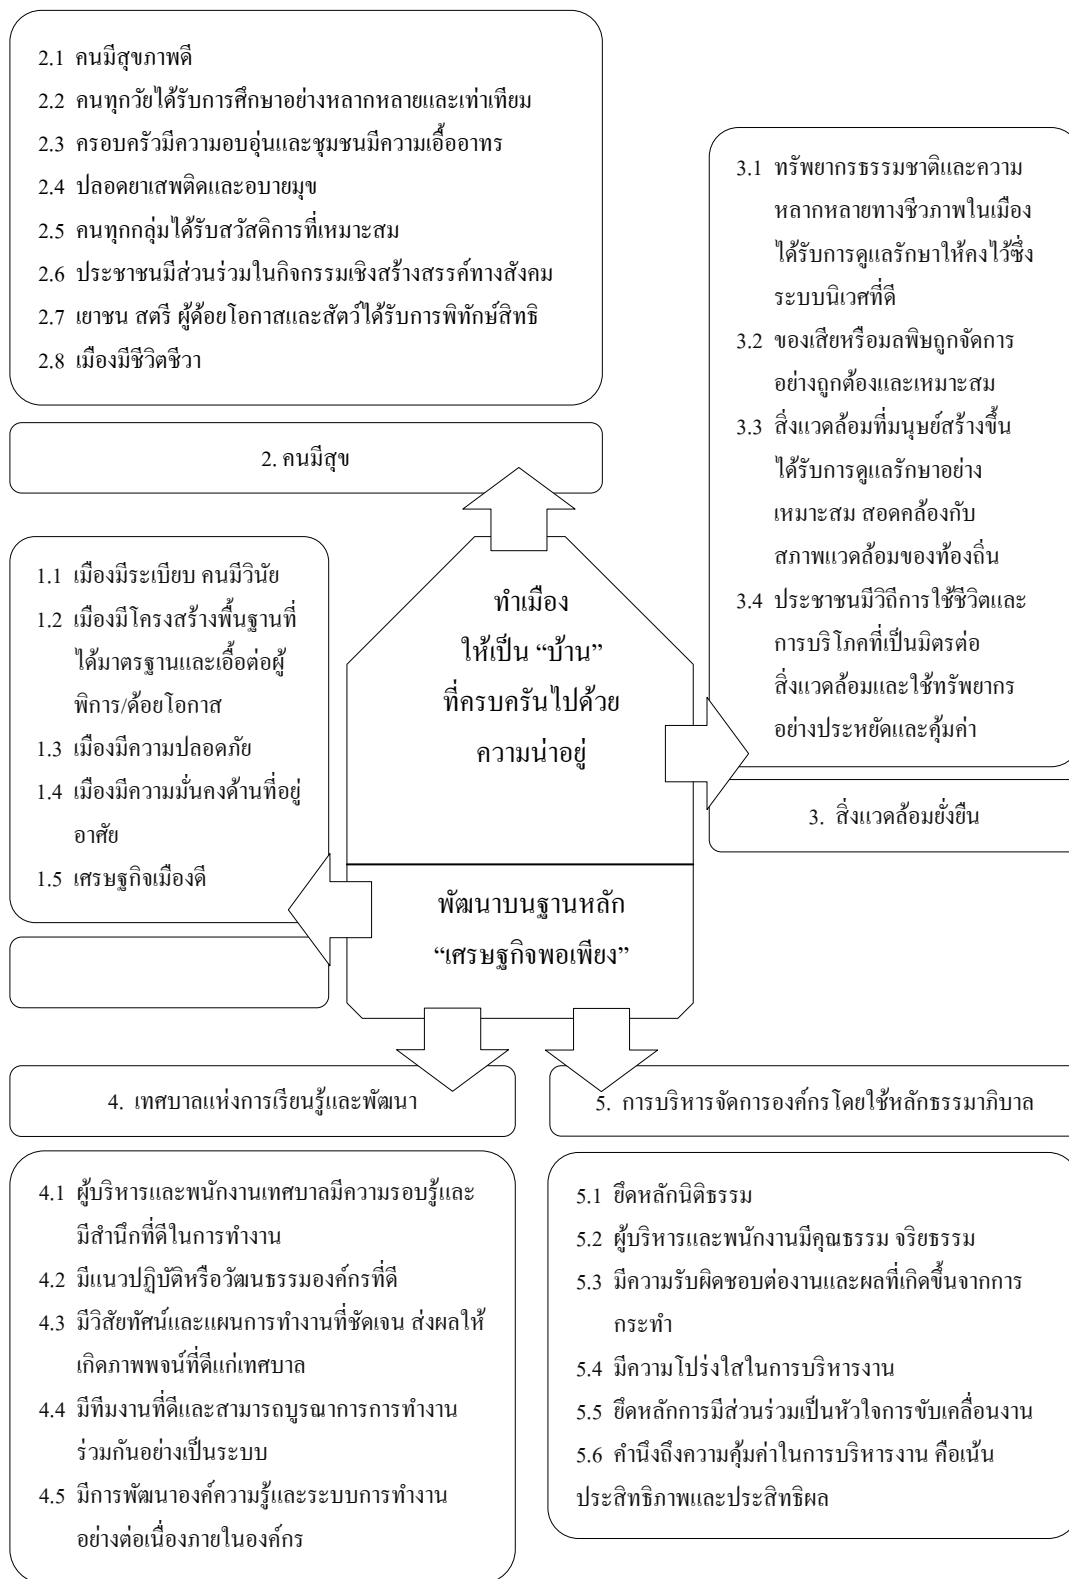 2.1 คนมีสุขภาพดี
2.2 คนทุกวัยได้รับการศึกษาอย่างหลากหลายและเท่าเทียม
2.3 ครอบครัวมีความอบอุ่นและชุมชนมีความเอื้ออาทร
2.4 ปลอดยาเสพติดและอบายมุข
2.5 คนทุกกลุ่มได้รับสวัสดิการที่เหมาะสม
2.6 ประชาชนมีส่วนร่วมในกิจกรรมเชิงสร้างสรรค์ทางสังคม
2.7 เยาชน สตรี ผู้ด้อยโอกาสและสัตว์ได้รับการพิทักษ์สิทธิ
2.8 เมืองมีชีวิตชีวา
2. คนมีสุข
3.1 ทรัพยากรธรรมชาติและความ
หลากหลายทางชีวภาพในเมือง
ได้รับการดูแลรักษาให้คงไว้ซึ่ง
ระบบนิเวศที่ดี
3.2 ของเสียหรือมลพิษถูกจัดการ
อย่างถูกต้องและเหมาะสม
3.3 สิ่งแวดล้อมที่มนุษย์สร้างขึ้น
ได้รับการดูแลรักษาอย่าง
เหมาะสม สอดคล้องกับ
สภาพแวดล้อมของท้องถิ่น
3.4 ประชาชนมีวิถีการใช้ชีวิตและ
การบริโภคที่เป็นมิตรต่อ
สิ่งแวดล้อมและใช้ทรัพยากร
อย่างประหยัดและคุ้มค่า
3. สิ่งแวดล้อมยั่งยืน
1.1 เมืองมีระเบียบ คนมีวินัย
1.2 เมืองมีโครงสร้างพื้นฐานที่
ได้มาตรฐานและเอื้อต่อผู้
พิการ/ด้อยโอกาส
1.3 เมืองมีความปลอดภัย
1.4 เมืองมีความมั่นคงด้านที่อยู่
อาศัย
1.5 เศรษฐกิจเมืองดี
ทำเมือง
ให้เป็น “บ้าน”
ที่ครบครันไปด้วย
ความน่าอยู่
พัฒนาบนฐานหลัก
“เศรษฐกิจพอเพียง”
4. เทศบาลแห่งการเรียนรู้และพัฒนา
4.1 ผู้บริหารและพนักงานเทศบาลมีความรอบรู้และ
มีสำนึกที่ดีในการทำงาน
4.2 มีแนวปฏิบัติหรือวัฒนธรรมองค์กรที่ดี
4.3 มีวิสัยทัศน์และแผนการทำงานที่ชัดเจน ส่งผลให้
เกิดภาพพจน์ที่ดีแก่เทศบาล
4.4 มีทีมงานที่ดีและสามารถบูรณาการการทำงาน
ร่วมกันอย่างเป็นระบบ
4.5 มีการพัฒนาองค์ความรู้และระบบการทำงาน
อย่างต่อเนื่องภายในองค์กร
5. การบริหารจัดการองค์กรโดยใช้หลักธรรมาภิบาล
5.1 ยึดหลักนิติธรรม
5.2 ผู้บริหารและพนักงานมีคุณธรรม จริยธรรม
5.3 มีความรับผิดชอบต่องานและผลที่เกิดขึ้นจากการ
กระทำ
5.4 มีความโปร่งใสในการบริหารงาน
5.5 ยึดหลักการมีส่วนร่วมเป็นหัวใจการขับเคลื่อนงาน
5.6 คำนึงถึงความคุ้มค่าในการบริหารงาน คือเน้น
ประสิทธิภาพและประสิทธิผล